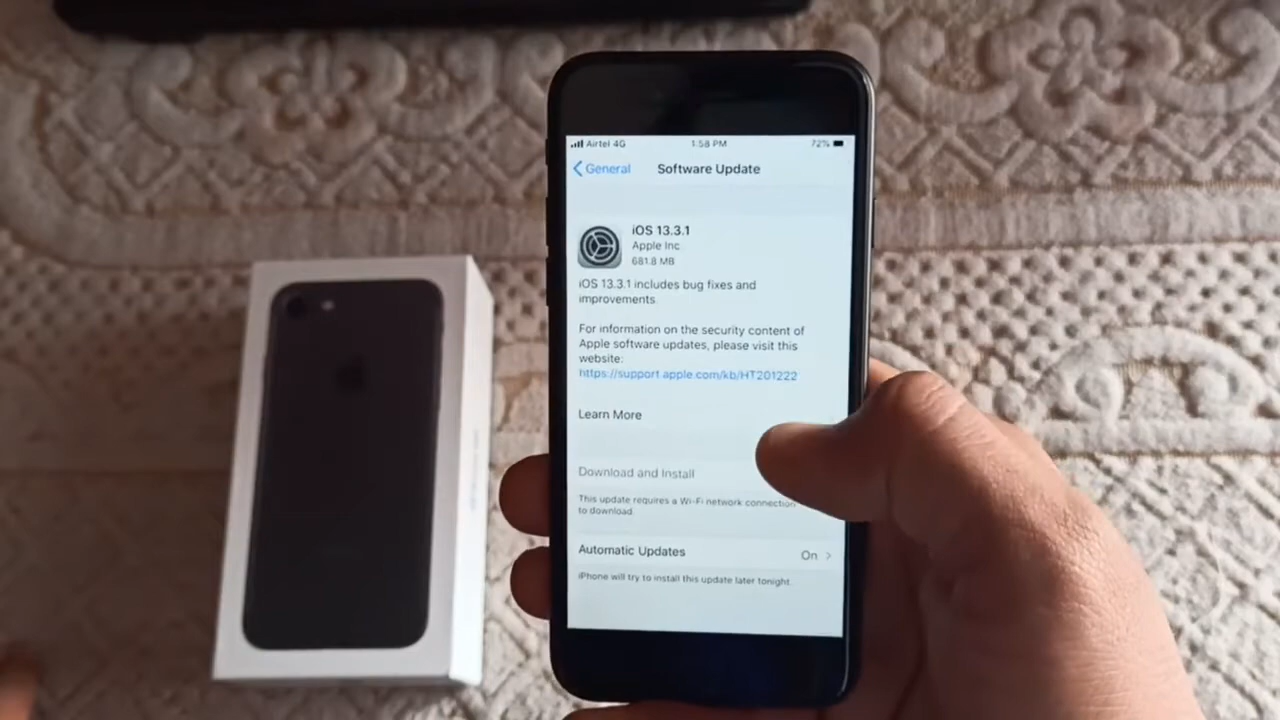 Airtel 4G 1:58 PM 72%
General Software Update
iOS 13.3.1
Apple Inc.
681.8 MB
iOS 13.3.1 includes bug fixes and
improvements.
For information on the security content of
Apple software updates, please visit this
website:
https://support.apple.com/kb/HT201222
Learn More
Download and Install
This update requires a Wi-Fi network connection
to download.
Automatic Updates On
iPhone will try to install this update later tonight.